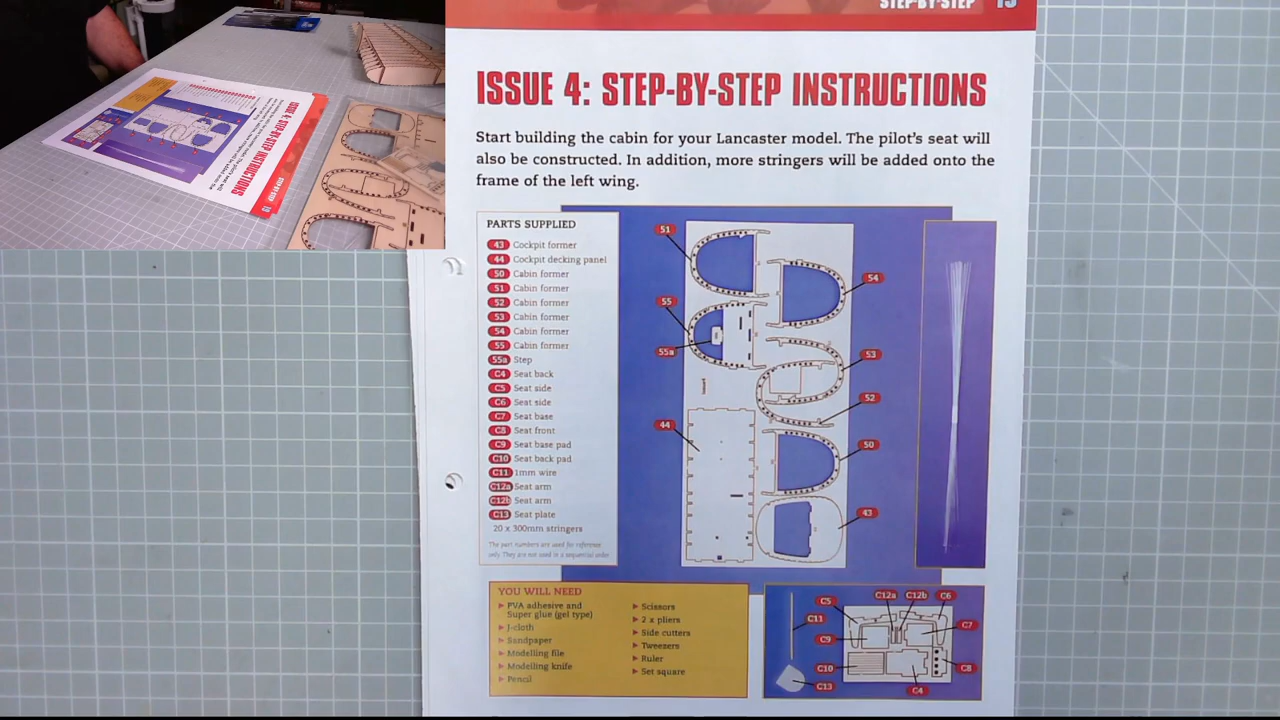 STEP-BY-STEP 13
ISSUE 4: STEP-BY-STEP INSTRUCTIONS
Start building the cabin for your Lancaster model. The pilot's seat will
also be constructed. In addition, more stringers will be added onto the
frame of the left wing.
PARTS SUPPLIED
43 Cockpit former
44 Cockpit decking panel
50 Cabin former
51 Cabin former
52 Cabin former
53 Cabin former
54 Cabin former
55 Cabin former
55a Step
C4 Seat back
C5 Seat side
C6 Seat side
C7 Seat base
C8 Seat front
C9 Seat base pad
C10 Seat back pad
C11 1mm wire
C12a Seat arm
C12b Seat arm
C13 Seat plate
20 x 300mm stringers
The part numbers are used for reference
only. They are not used in a sequential order
51
54
55
55a
53
52
44
50
43
YOU WILL NEED
▶ PVA adhesive and
Super glue (gel type)
▶ J-cloth
▶ Sandpaper
▶ Modelling file
▶ Modelling knife
▶ Pencil
▶ Scissors
▶ 2 x pliers
▶ Side cutters
▶ Tweezers
▶ Ruler
▶ Set square
C5
C12a
C12b
C6
C11
C7
C9
C10
C8
C13
C4
ISSUE 4: STEP-BY-STEP INSTRUCTIONS
STEP-BY-STEP 13